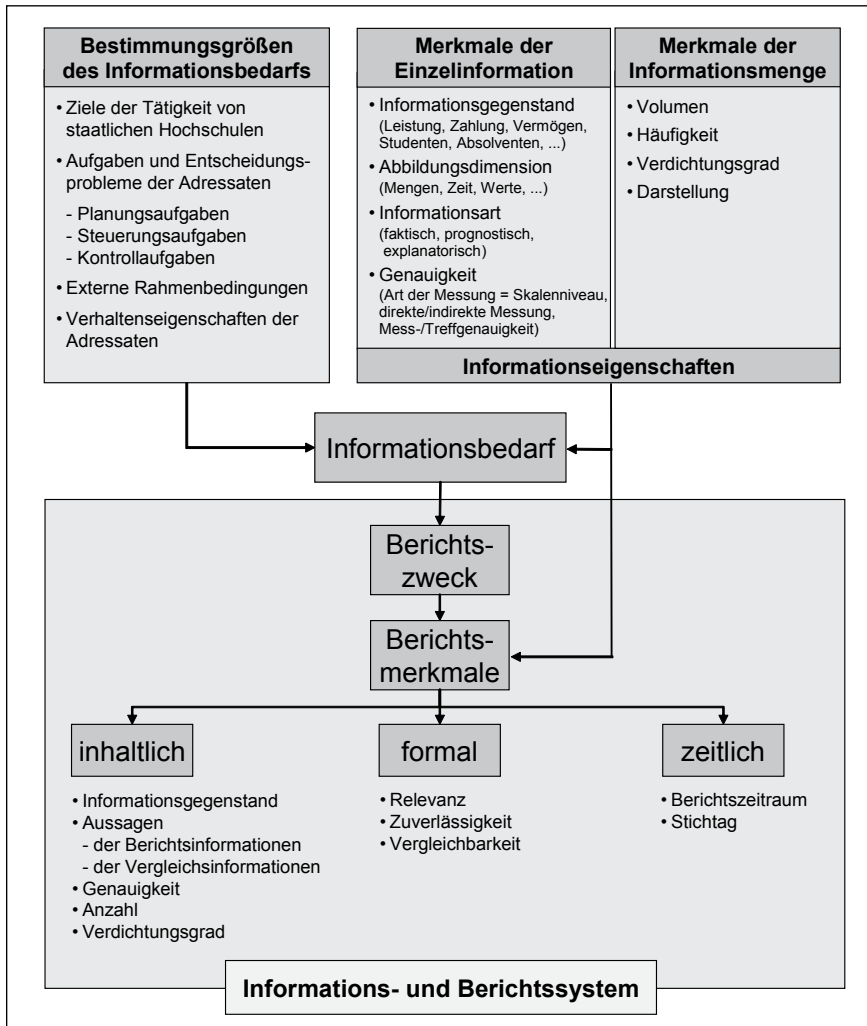 Bestimmungsgrößen
des Informationsbedarfs
• Ziele der Tätigkeit von
staatlichen Hochschulen
• Aufgaben und Entscheidungs-
probleme der Adressaten
- Planungsaufgaben
- Steuerungsaufgaben
- Kontrollaufgaben
• Externe Rahmenbedingungen
• Verhaltenseigenschaften der
Adressaten
Merkmale der
Einzelinformation
• Informationsgegenstand
(Leistung, Zahlung, Vermögen,
Studenten, Absolventen, ...)
• Abbildungsdimension
(Mengen, Zeit, Werte, ...)
• Informationsart
(faktisch, prognostisch,
explanatorisch)
• Genauigkeit
(Art der Messung = Skalenniveau,
direkte/indirekte Messung,
Mess-/Treffgenauigkeit)
Merkmale der
Informationsmenge
• Volumen
• Häufigkeit
• Verdichtungsgrad
• Darstellung
Informationseigenschaften
Informationsbedarf
Berichts-
zweck
Berichts-
merkmale
inhaltlich
• Informationsgegenstand
• Aussagen
- der Berichtsinformationen
- der Vergleichsinformationen
• Genauigkeit
• Anzahl
• Verdichtungsgrad
formal
• Relevanz
• Zuverlässigkeit
• Vergleichbarkeit
zeitlich
• Berichtszeitraum
• Stichtag
Informations- und Berichtssystem